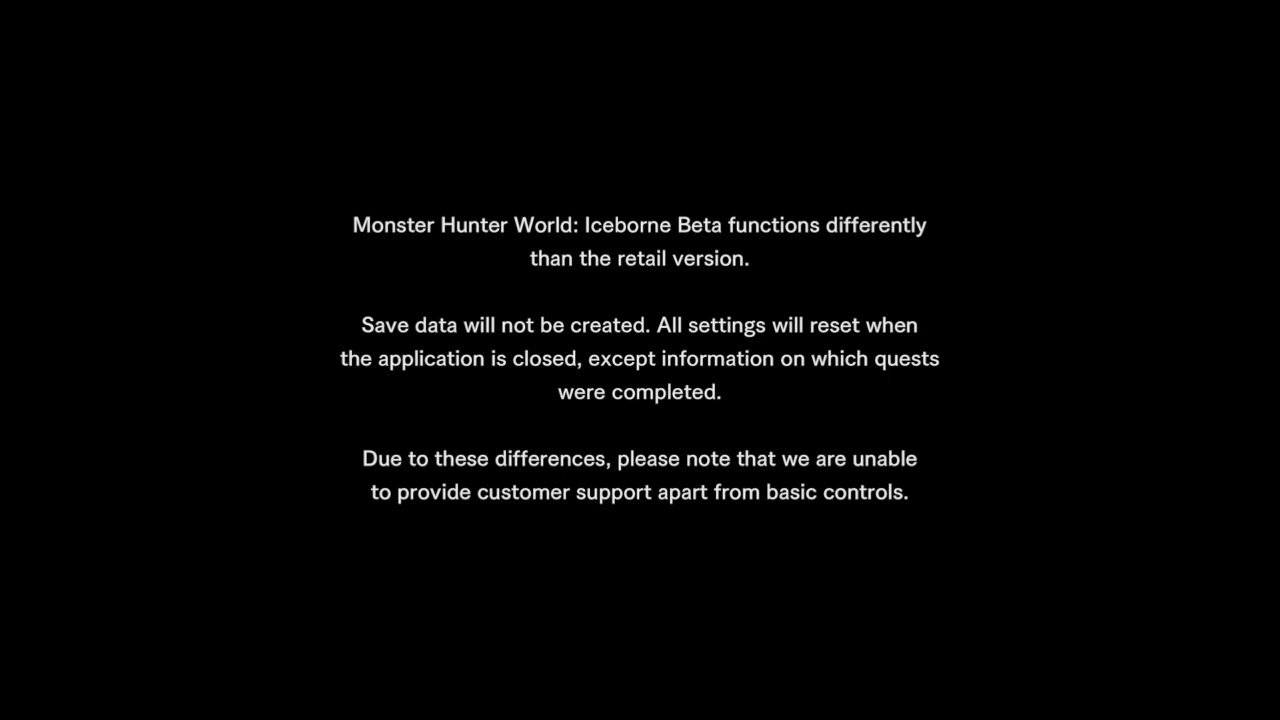 Monster Hunter World: Iceborne Beta functions differently
than the retail version.
Save data will not be created. All settings will reset when
the application is closed, except information on which quests
were completed.
Due to these differences, please note that we are unable
to provide customer support apart from basic controls.